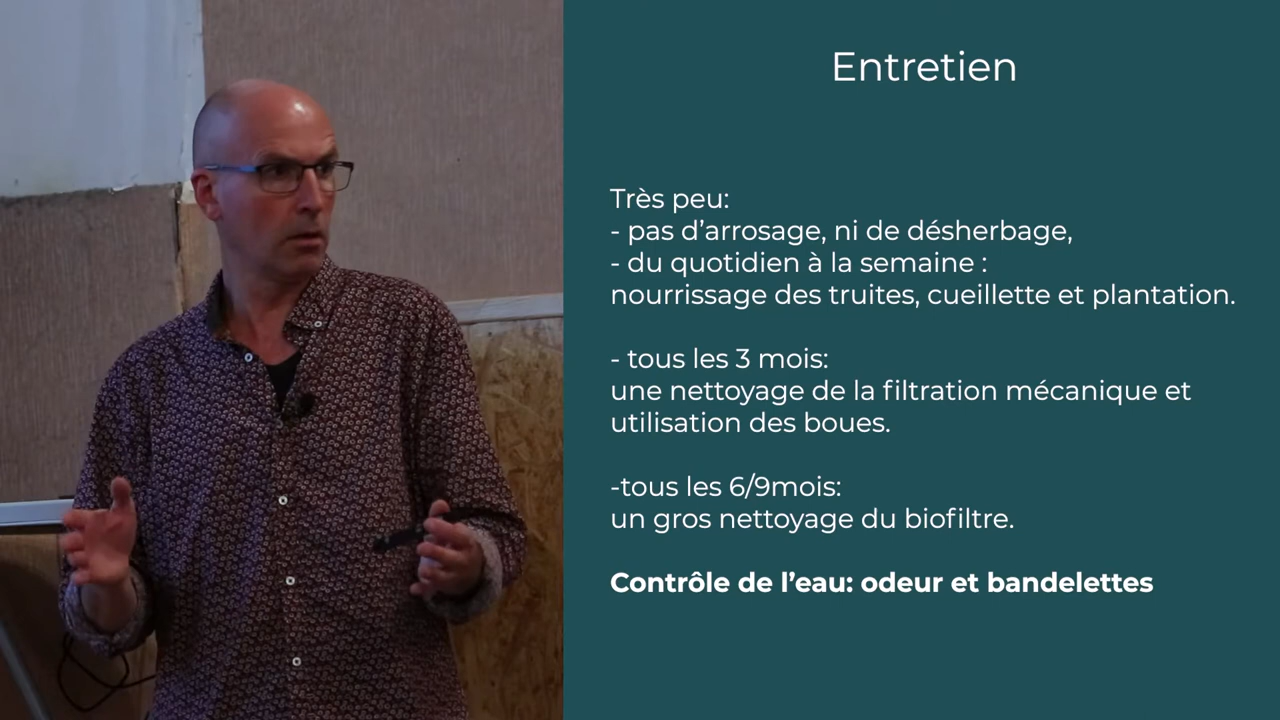 Entretien
Très peu:
- pas d’arrosage, ni de désherbage,
- du quotidien à la semaine :
nourrissage des truites, cueillette et plantation.
- tous les 3 mois:
une nettoyage de la filtration mécanique et
utilisation des boues.
-tous les 6/9mois:
un gros nettoyage du biofiltre.
Contrôle de l’eau: odeur et bandelettes